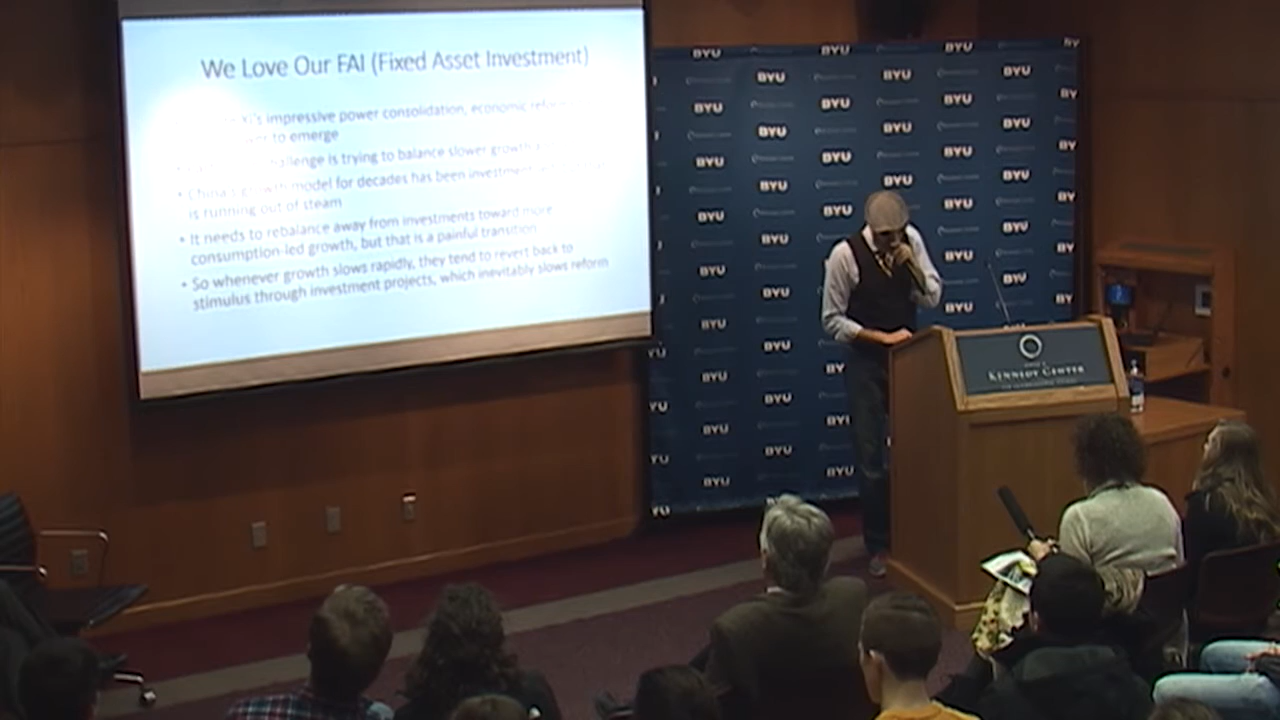 We Love Our FAI (Fixed Asset Investment)
impressive power consolidation, economic
to emerge
challenge is trying to balance slower growth
• China's growth model for decades has been investment
is running out of steam
• It needs to rebalance away from investments toward more
consumption-led growth, but that is a painful transition
• So whenever growth slows rapidly, they tend to revert back to
stimulus through investment projects, which inevitably slows reform
BYU
KENNEDY CENTER